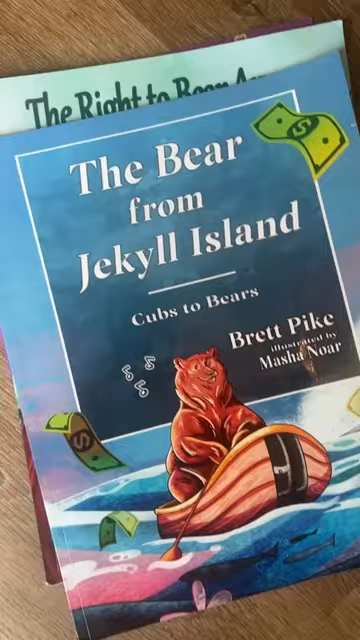 The Right to Bear
The Bear
from
Jekyll Island
Cubs to Bears
Brett Pike
illustrated by
Masha Noar
$
$